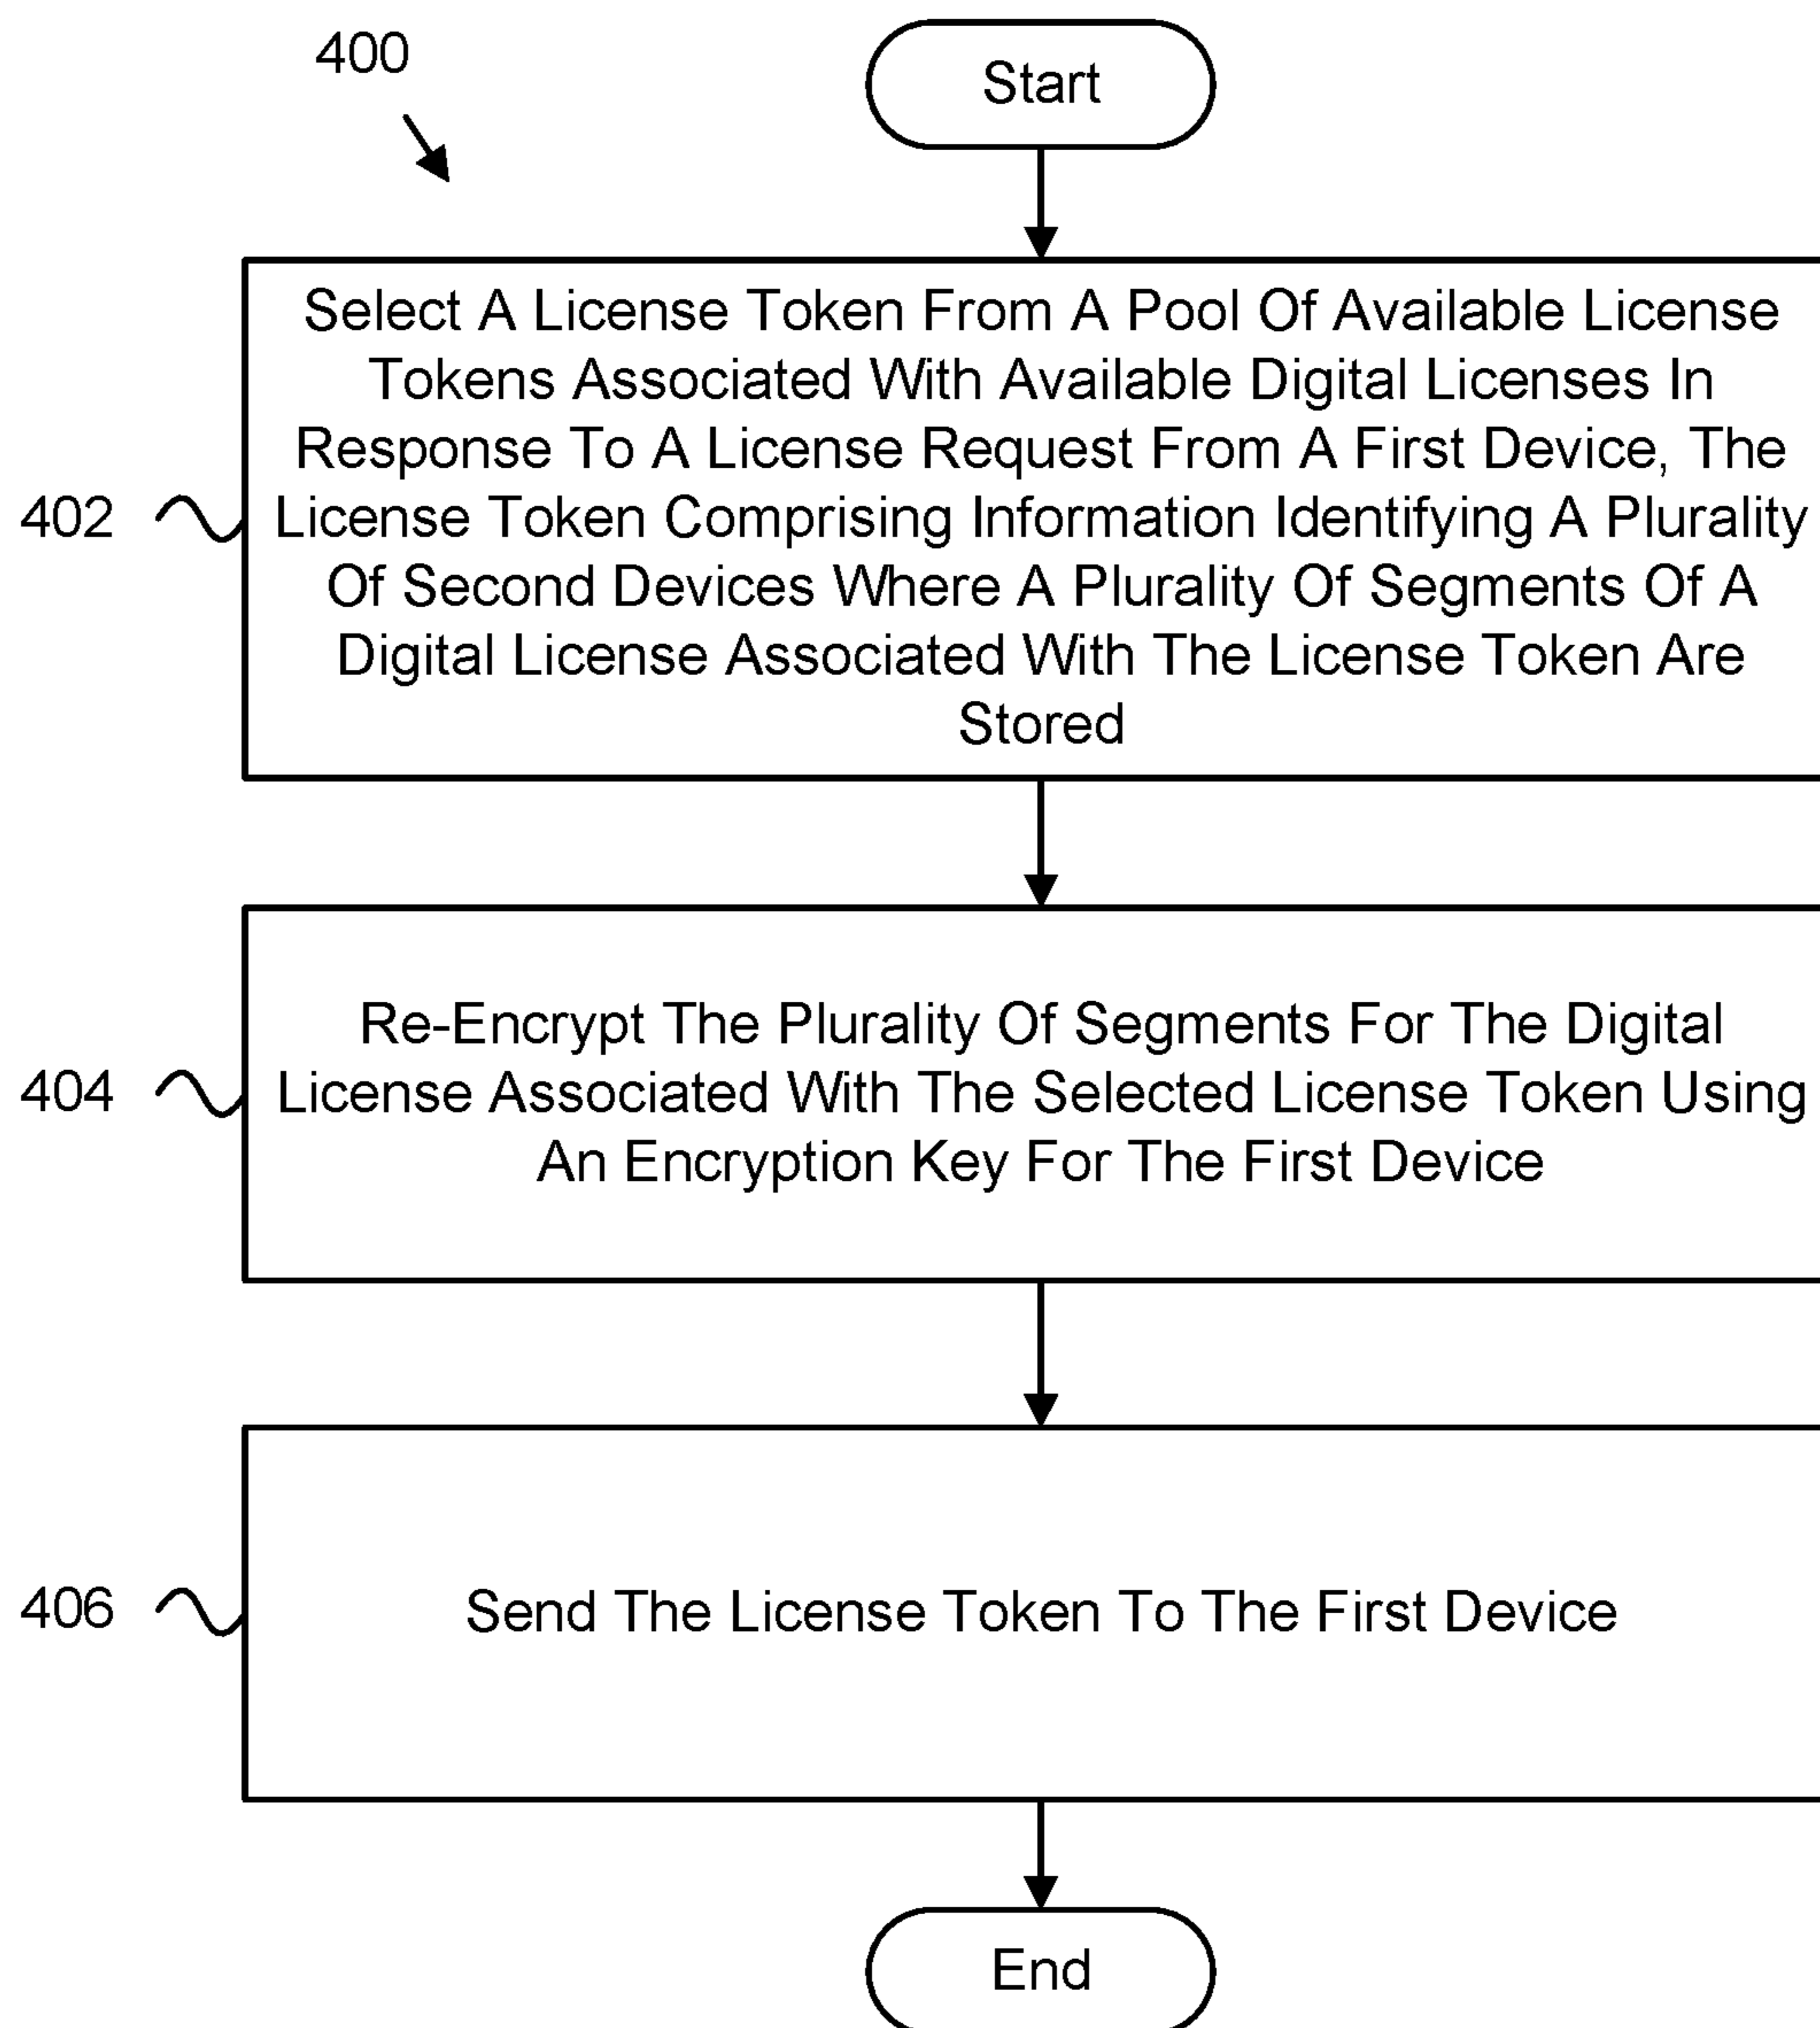 400
Start
Select A License Token From A Pool Of Available License
Tokens Associated With Available Digital Licenses In
Response To A License Request From A First Device, The
License Token Comprising Information Identifying A Plurality
Of Second Devices Where A Plurality Of Segments Of A
Digital License Associated With The License Token Are
Stored
402
Re-Encrypt The Plurality Of Segments For The Digital
License Associated With The Selected License Token Using
An Encryption Key For The First Device
404
Send The License Token To The First Device
406
End